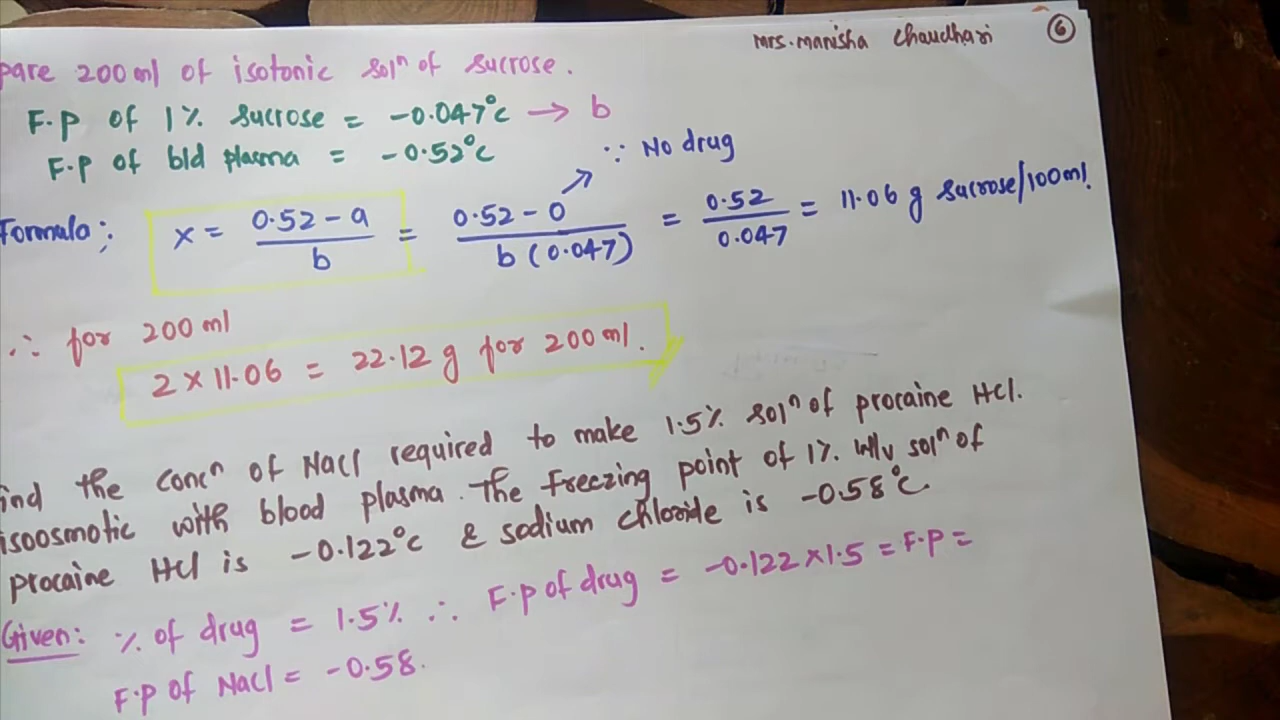 Mrs. Manisha Chaudhari 6
pare 200 ml of isotonic solⁿ of sucrose.
F.p of 1% sucrose = -0.047°c → b
F.p of bld plasma = -0.52°c
∵ No drug
Formula; x = 0.52 - a / b = 0.52 - 0 / b (0.047) = 0.52 / 0.047 = 11.06 g sucrose/100ml.
∴ for 200 ml
2 × 11.06 = 22.12 g for 200 ml.
ind the concⁿ of NaCl required to make 1.5% solⁿ of procaine HCl.
isoosmotic with blood plasma. The freezing point of 1% w/v solⁿ of
procaine HCl is -0.122°c & sodium chloride is -0.58°c
Given: % of drug = 1.5% ∴ F.p of drug = -0.122×1.5 = F.p =
F.p of NaCl = -0.58.